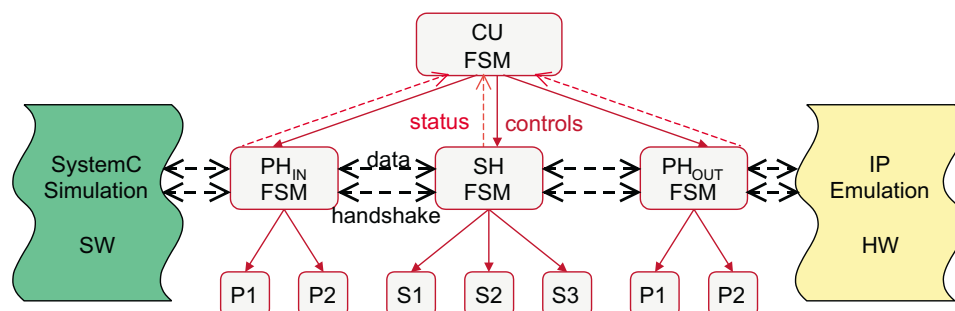 CU
FSM
status
controls
SystemC
Simulation
SW
PH_IN
FSM
data
handshake
SH
FSM
PH_OUT
FSM
IP
Emulation
HW
P1
P2
S1
S2
S3
P1
P2